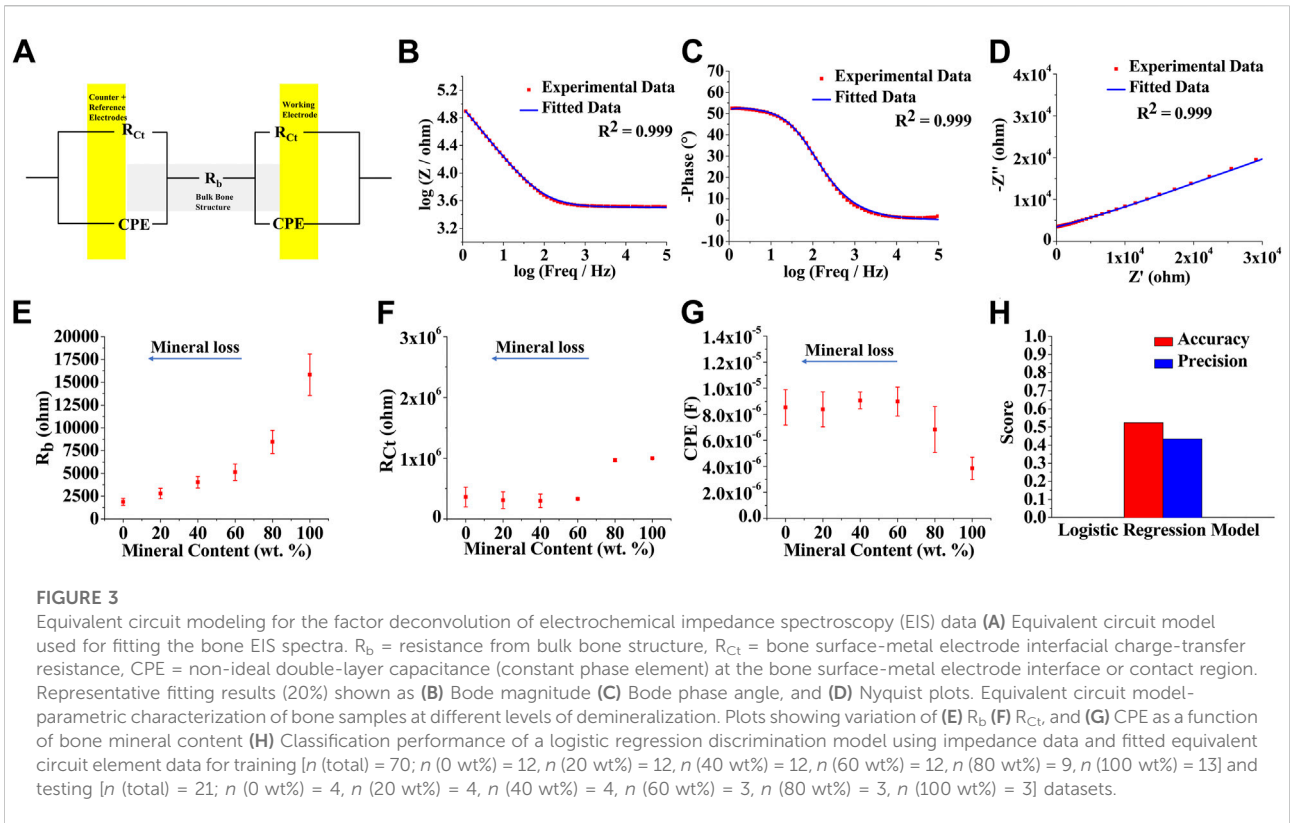 A
Counter +
Reference
Electrodes
Working
Electrode
R_Ct
R_Ct
R_b
Bulk Bone
Structure
CPE
CPE
B
Experimental Data
Fitted Data
R² = 0.999
log (Z / ohm)
5.2
4.8
4.4
4.0
3.6
3.2
0 1 2 3 4 5
log (Freq / Hz)
C
Experimental Data
Fitted Data
R² = 0.999
-Phase (°)
70
60
50
40
30
20
10
0
-10
0 1 2 3 4 5
log (Freq / Hz)
D
Experimental Data
Fitted Data
R² = 0.999
-Z'' (ohm)
4x10⁴
3x10⁴
2x10⁴
1x10⁴
0
0 1x10⁴ 2x10⁴ 3x10⁴
Z' (ohm)
E
Mineral loss
R_b (ohm)
20000
17500
15000
12500
10000
7500
5000
2500
0
0 20 40 60 80 100
Mineral Content (wt. %)
F
Mineral loss
R_Ct (ohm)
3x10⁶
2x10⁶
1x10⁶
0
0 20 40 60 80 100
Mineral Content (wt. %)
G
Mineral loss
CPE (F)
1.4x10⁻⁵
1.2x10⁻⁵
1.0x10⁻⁵
8.0x10⁻⁶
6.0x10⁻⁶
4.0x10⁻⁶
2.0x10⁻⁶
0.0
0 20 40 60 80 100
Mineral Content (wt. %)
H
Accuracy
Precision
Score
1.0
0.9
0.8
0.7
0.6
0.5
0.4
0.3
0.2
0.1
0.0
Logistic Regression Model
FIGURE 3
Equivalent circuit modeling for the factor deconvolution of electrochemical impedance spectroscopy (EIS) data (A) Equivalent circuit model
used for fitting the bone EIS spectra. R_b = resistance from bulk bone structure, R_Ct = bone surface-metal electrode interfacial charge-transfer
resistance, CPE = non-ideal double-layer capacitance (constant phase element) at the bone surface-metal electrode interface or contact region.
Representative fitting results (20%) shown as (B) Bode magnitude (C) Bode phase angle, and (D) Nyquist plots. Equivalent circuit model-
parametric characterization of bone samples at different levels of demineralization. Plots showing variation of (E) R_b (F) R_Ct, and (G) CPE as a function
of bone mineral content (H) Classification performance of a logistic regression discrimination model using impedance data and fitted equivalent
circuit element data for training [n (total) = 70; n (0 wt%) = 12, n (20 wt%) = 12, n (40 wt%) = 12, n (60 wt%) = 12, n (80 wt%) = 9, n (100 wt%) = 13] and
testing [n (total) = 21; n (0 wt%) = 4, n (20 wt%) = 4, n (40 wt%) = 4, n (60 wt%) = 3, n (80 wt%) = 3, n (100 wt%) = 3] datasets.